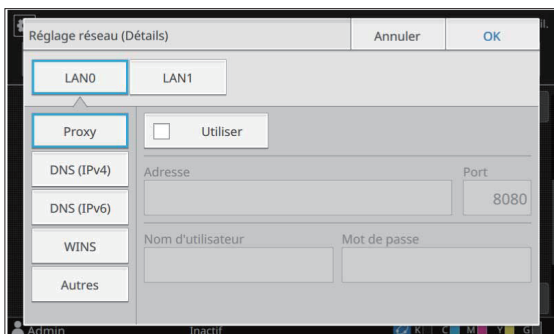 Réglage réseau (Détails) Annuler OK
LAN0 LAN1
Proxy Utiliser
DNS (IPv4) Adresse Port
DNS (IPv6) 8080
WINS Nom d'utilisateur Mot de passe
Autres
Admin Inactif K C M Y G